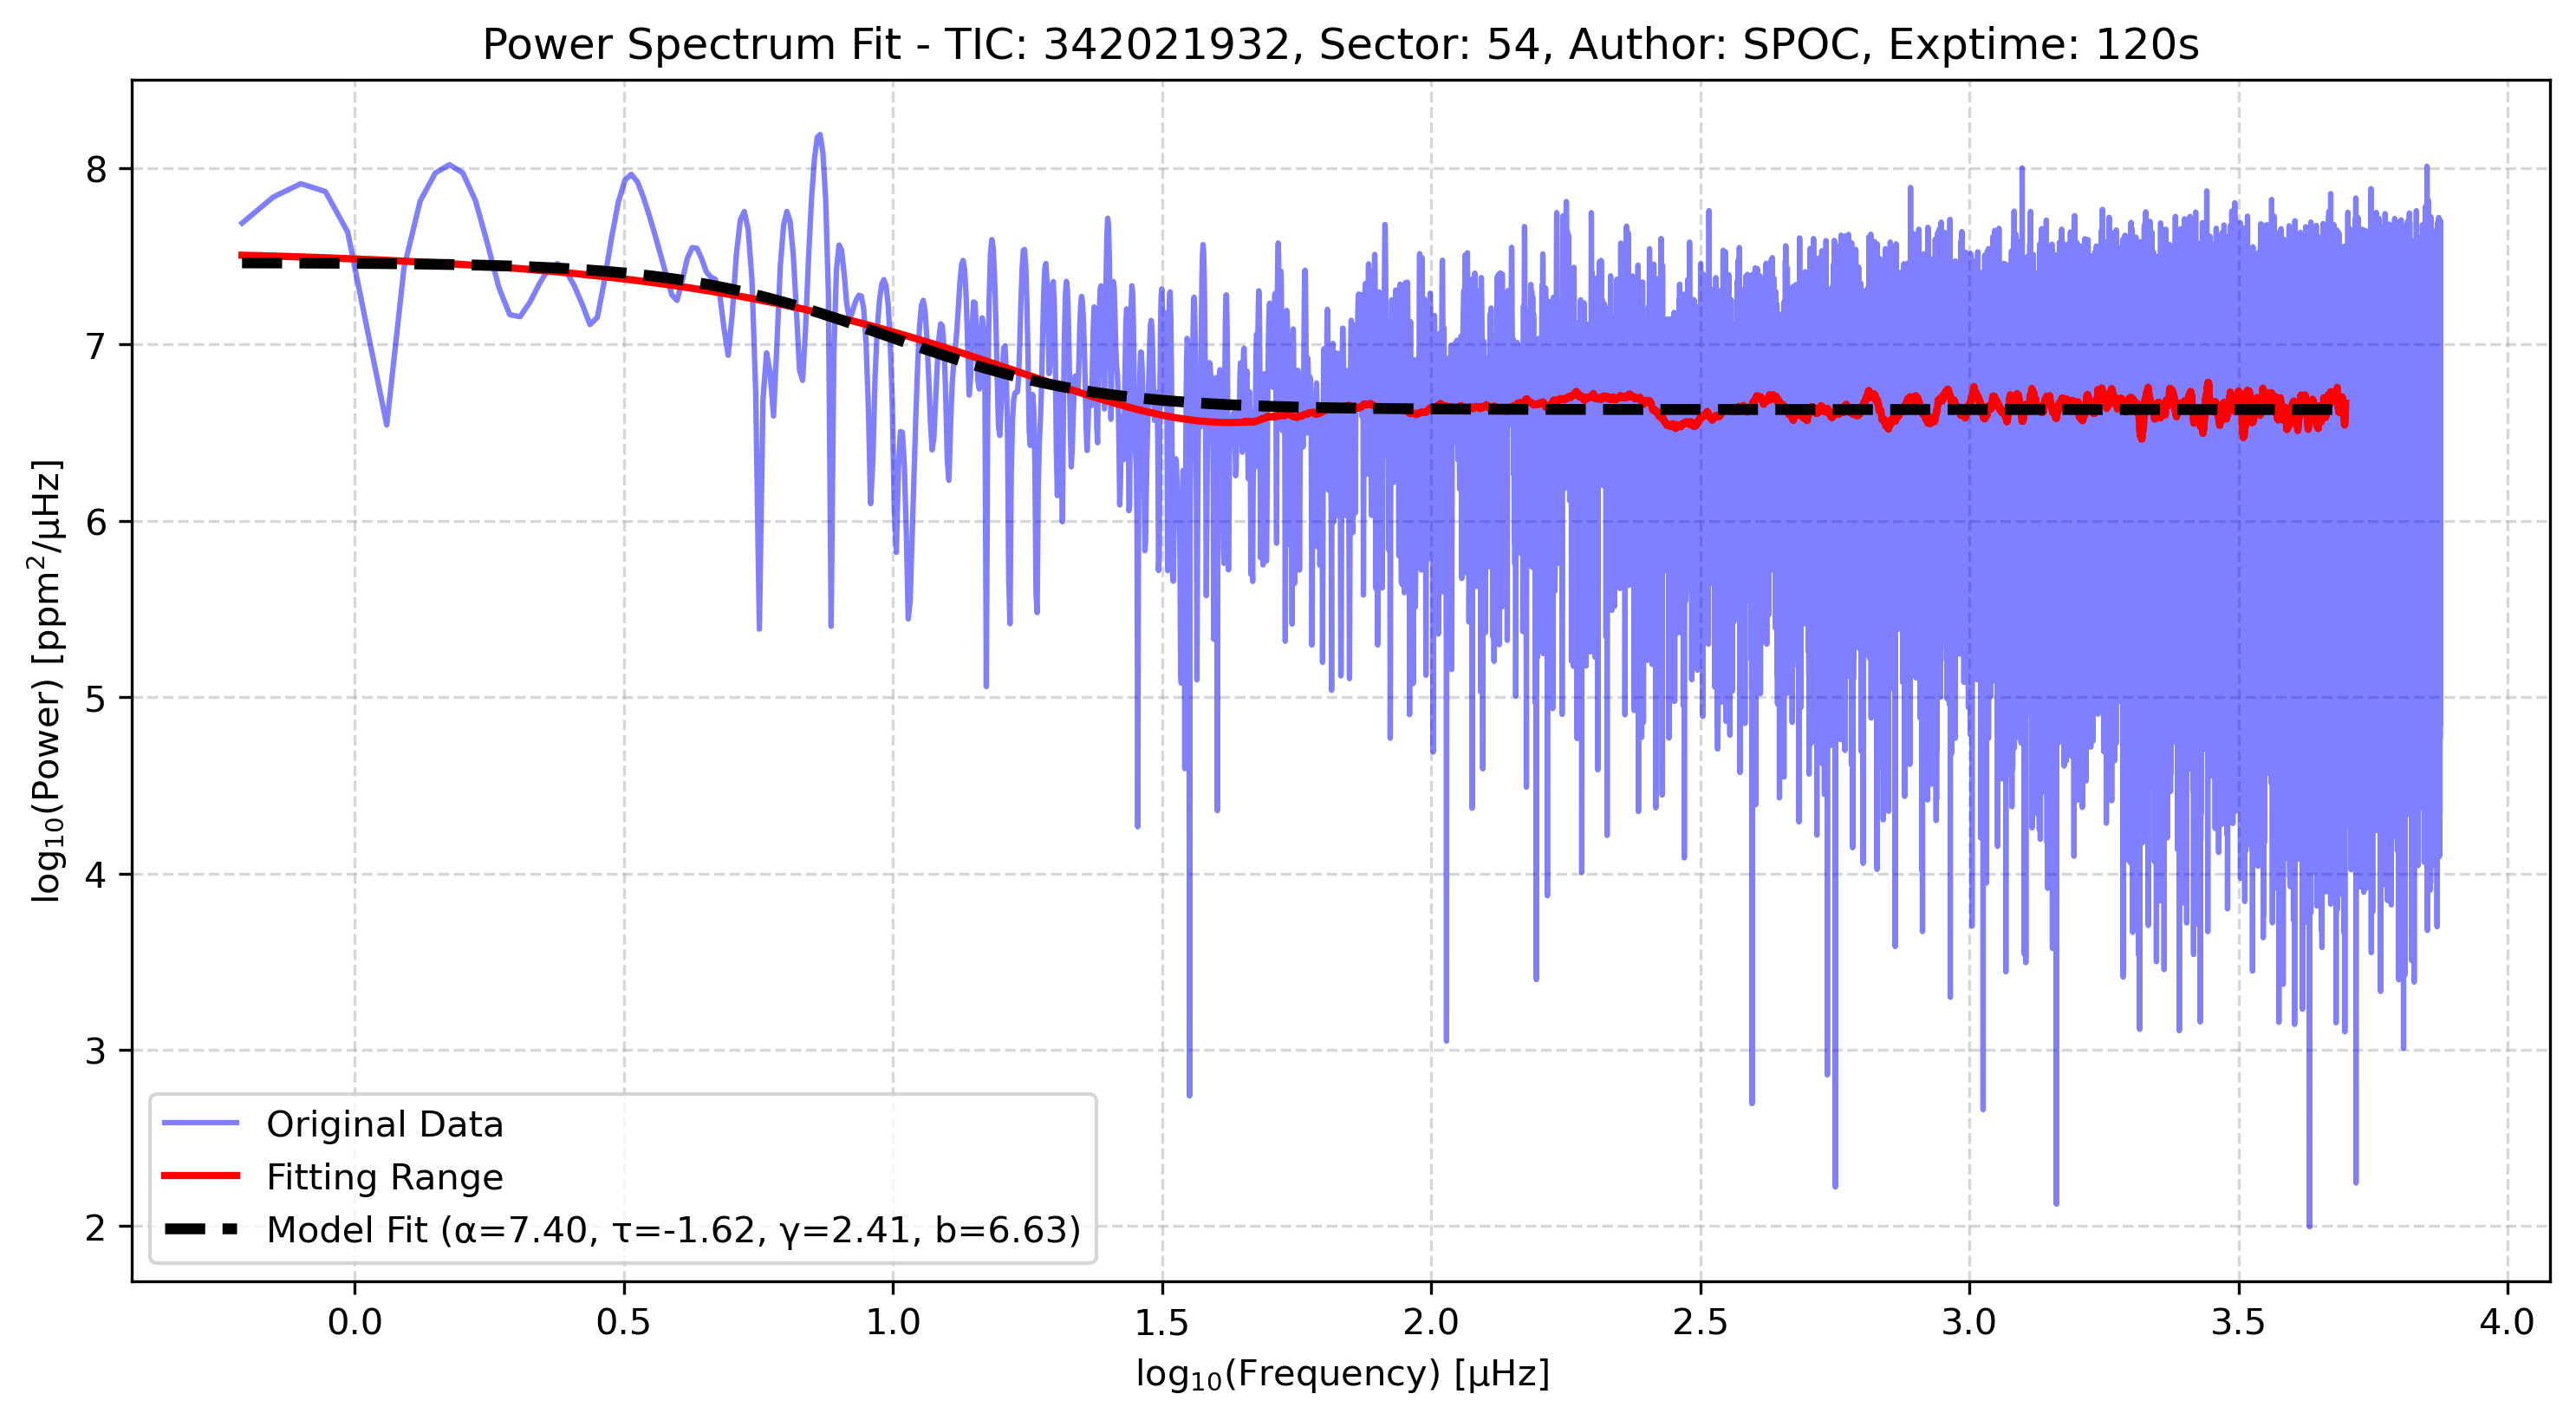 Power Spectrum Fit - TIC: 342021932, Sector: 54, Author: SPOC, Exptime: 120s
log₁₀(Power) [ppm²/µHz]
8
7
6
5
4
3
2
Original Data
Fitting Range
Model Fit (α=7.40, τ=-1.62, γ=2.41, b=6.63)
0.0 0.5 1.0 1.5 2.0 2.5 3.0 3.5 4.0
log₁₀(Frequency) [µHz]